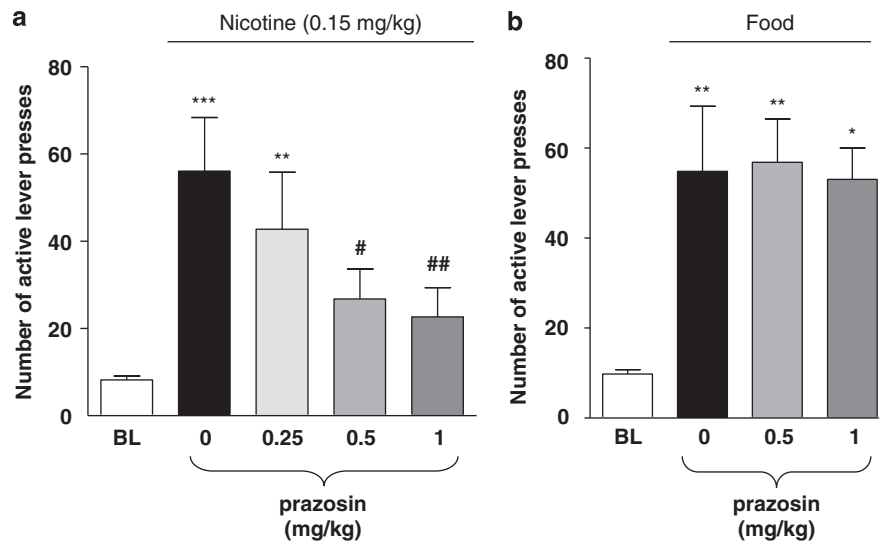 a
Nicotine (0.15 mg/kg)
Number of active lever presses
80
60
40
20
0
***
**
#
##
BL
0
0.25
0.5
1
prazosin
(mg/kg)
b
Food
Number of active lever presses
80
60
40
20
0
**
**
*
BL
0
0.5
1
prazosin
(mg/kg)